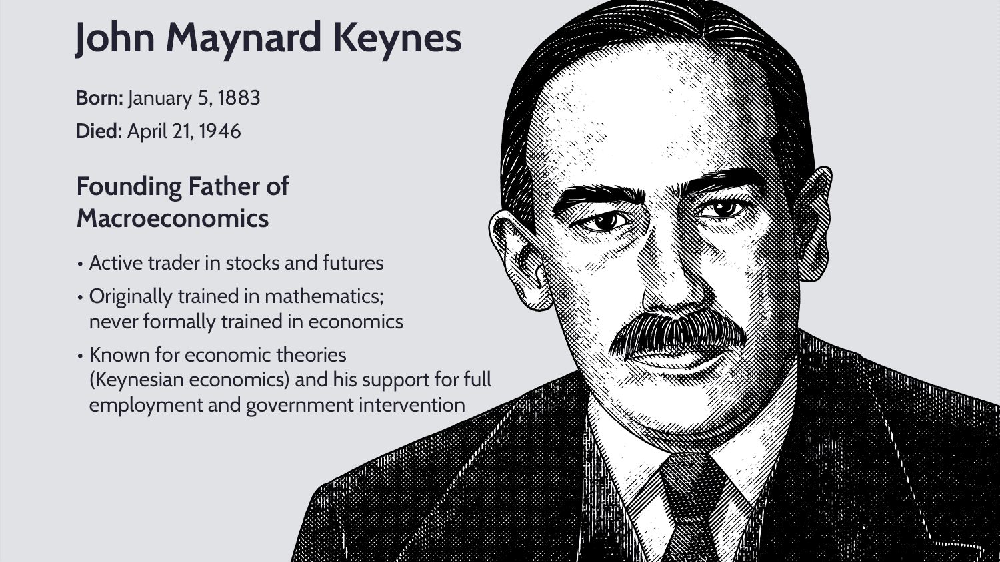 John Maynard Keynes
Born: January 5, 1883
Died: April 21, 1946
Founding Father of
Macroeconomics
• Active trader in stocks and futures
• Originally trained in mathematics;
never formally trained in economics
• Known for economic theories
(Keynesian economics) and his support for full
employment and government intervention